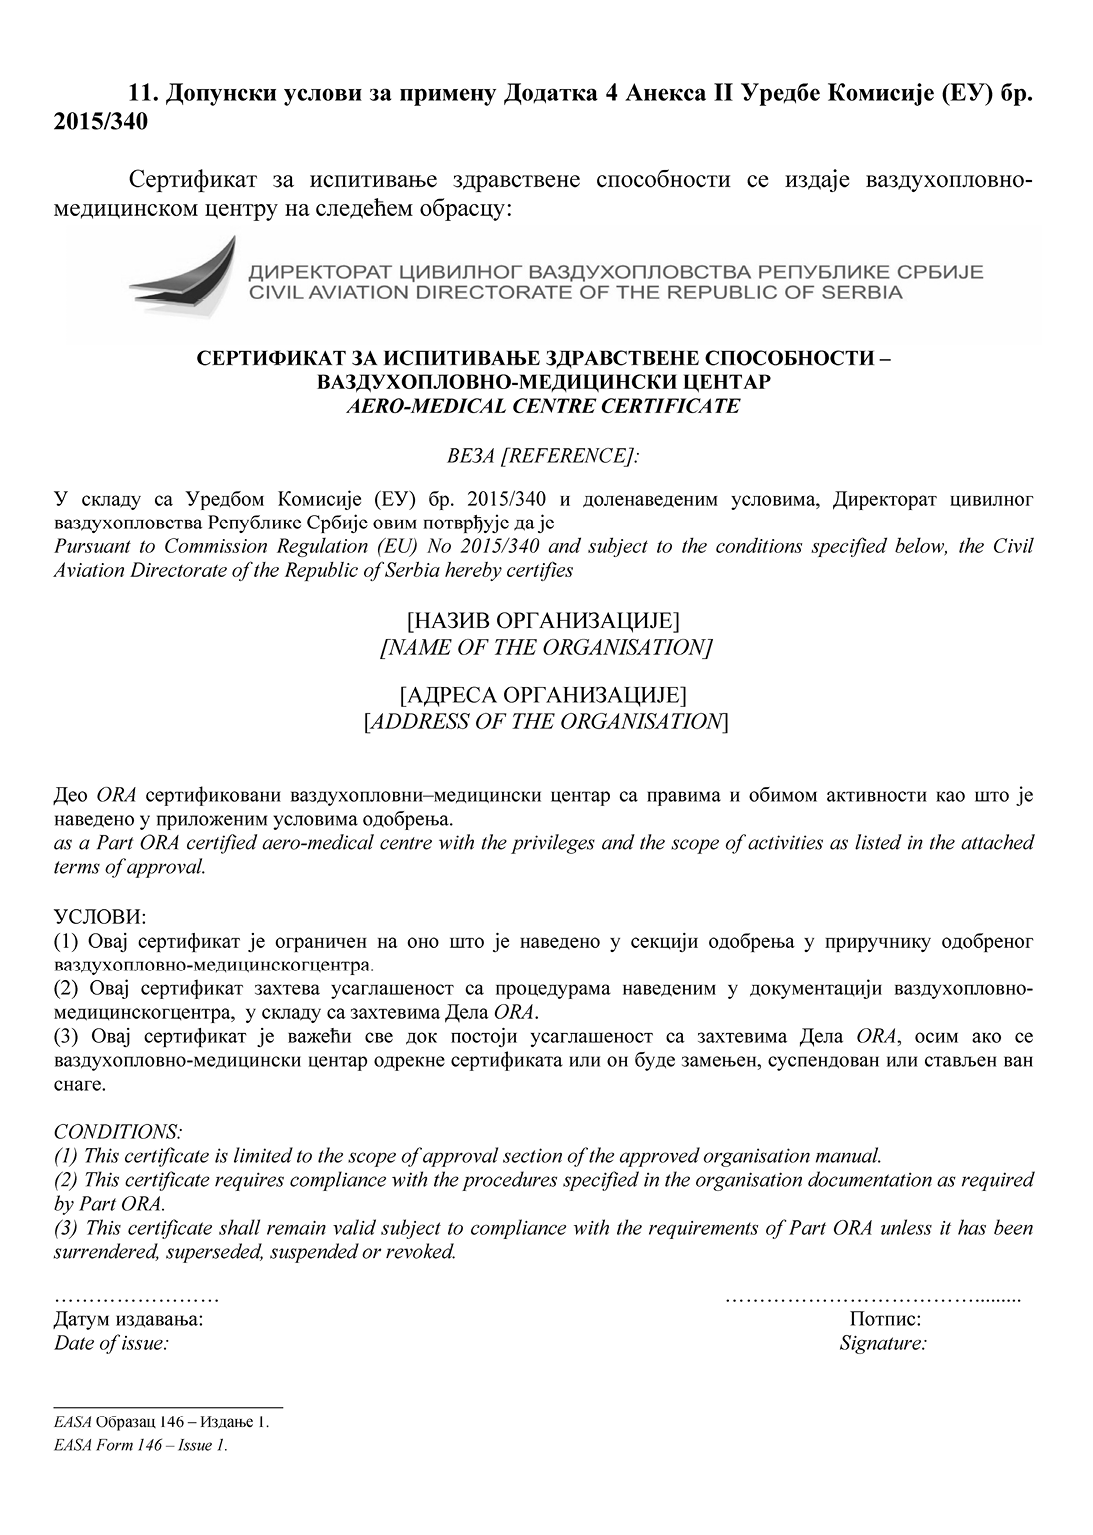 11. Допунски услови за примену Додатка 4 Анекса II Уредбе Комисије (ЕУ) бр.
2015/340
Сертификат за испитивање здравствене способности се издаје ваздухопловно-
медицинском центру на следећем обрасцу:
ДИРЕКТОРАТ ЦИВИЛНОГ ВАЗДУХОПЛОВСТВА РЕПУБЛИКЕ СРБИЈЕ
CIVIL AVIATION DIRECTORATE OF THE REPUBLIC OF SERBIA
СЕРТИФИКАТ ЗА ИСПИТИВАЊЕ ЗДРАВСТВЕНЕ СПОСОБНОСТИ –
ВАЗДУХОПЛОВНО-МЕДИЦИНСКИ ЦЕНТАР
AERO-MEDICAL CENTRE CERTIFICATE
ВЕЗА [REFERENCE]:
У складу са Уредбом Комисије (ЕУ) бр. 2015/340 и доленаведеним условима, Директорат цивилног
ваздухопловства Републике Србије овим потврђује да је
Pursuant to Commission Regulation (EU) No 2015/340 and subject to the conditions specified below, the Civil
Aviation Directorate of the Republic of Serbia hereby certifies
[НАЗИВ ОРГАНИЗАЦИЈЕ]
[NAME OF THE ORGANISATION]
[АДРЕСА ОРГАНИЗАЦИЈЕ]
[ADDRESS OF THE ORGANISATION]
Део ORA сертификовани ваздухопловни–медицински центар са правима и обимом активности као што је
наведено у приложеним условима одобрења.
as a Part ORA certified aero-medical centre with the privileges and the scope of activities as listed in the attached
terms of approval.
УСЛОВИ:
(1) Овај сертификат је ограничен на оно што је наведено у секцији одобрења у приручнику одобреног
ваздухопловно-медицинскогцентра.
(2) Овај сертификат захтева усаглашеност са процедурама наведеним у документацији ваздухопловно-
медицинскогцентра, у складу са захтевима Дела ORA.
(3) Овај сертификат је важећи све док постоји усаглашеност са захтевима Дела ORA, осим ако се
ваздухопловно-медицински центар одрекне сертификата или он буде замењен, суспендован или стављен ван
снаге.
CONDITIONS:
(1) This certificate is limited to the scope of approval section of the approved organisation manual.
(2) This certificate requires compliance with the procedures specified in the organisation documentation as required
by Part ORA.
(3) This certificate shall remain valid subject to compliance with the requirements of Part ORA unless it has been
surrendered, superseded, suspended or revoked.
…………………… ……………………………….........
Датум издавања: Потпис:
Date of issue: Signature:
EASA Образац 146 – Издање 1.
EASA Form 146 – Issue 1.